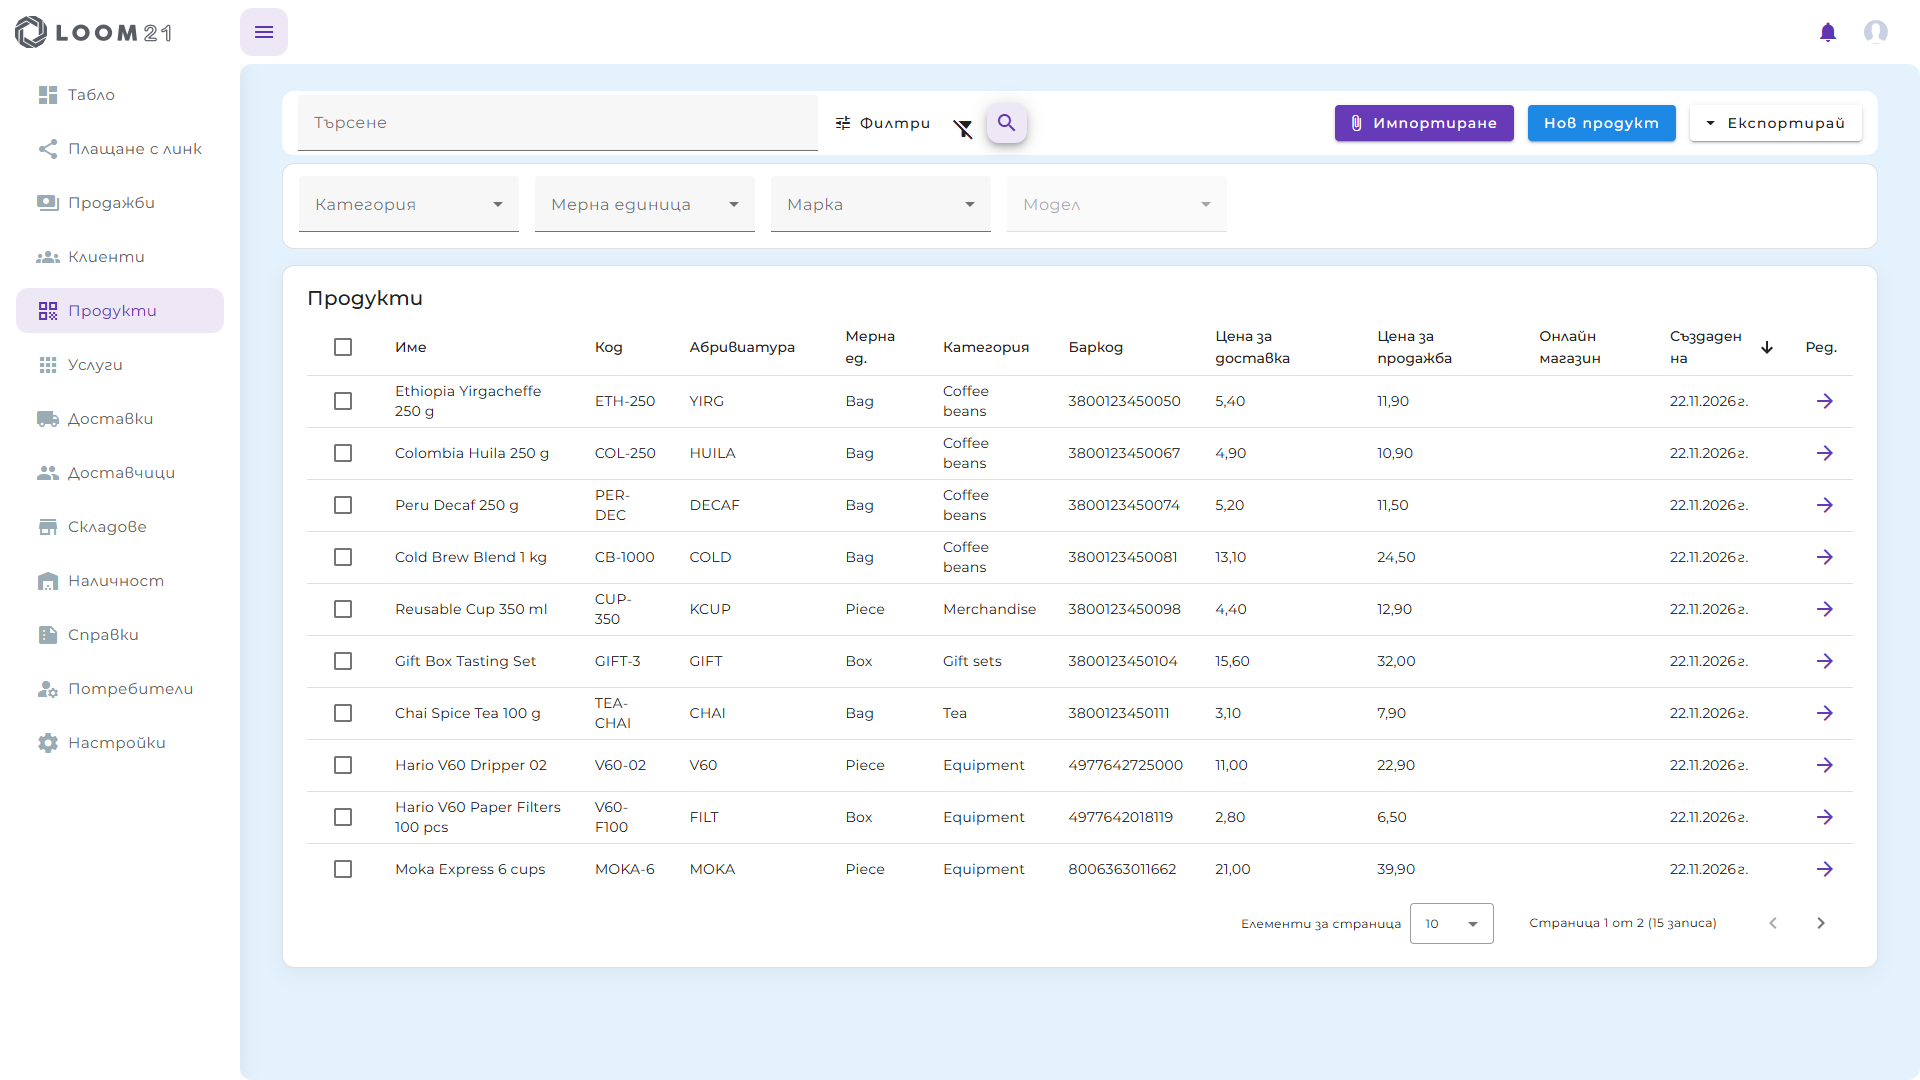 LOOM21
Табло
Плащане с линк
Продажби
Клиенти
Продукти
Услуги
Доставки
Доставчици
Складове
Наличност
Справки
Потребители
Настройки
Търсене
Филтри
Импортиране
Нов продукт
Експортирай
Категория
Мерна единица
Марка
Модел
Продукти
Име Код Абривиатура Мерна ед. Категория Баркод Цена за доставка Цена за продажба Онлайн магазин Създаден на Ред.
Ethiopia Yirgacheffe 250 g ETH-250 YIRG Bag Coffee beans 3800123450050 5,40 11,90 22.11.2026г.
Colombia Huila 250 g COL-250 HUILA Bag Coffee beans 3800123450067 4,90 10,90 22.11.2026г.
Peru Decaf 250 g PER-DEC DECAF Bag Coffee beans 3800123450074 5,20 11,50 22.11.2026г.
Cold Brew Blend 1 kg CB-1000 COLD Bag Coffee beans 3800123450081 13,10 24,50 22.11.2026г.
Reusable Cup 350 ml CUP-350 KCUP Piece Merchandise 3800123450098 4,40 12,90 22.11.2026г.
Gift Box Tasting Set GIFT-3 GIFT Box Gift sets 3800123450104 15,60 32,00 22.11.2026г.
Chai Spice Tea 100 g TEA-CHAI CHAI Bag Tea 3800123450111 3,10 7,90 22.11.2026г.
Hario V60 Dripper 02 V60-02 V60 Piece Equipment 4977642725000 11,00 22,90 22.11.2026г.
Hario V60 Paper Filters 100 pcs V60-F100 FILT Box Equipment 4977642018119 2,80 6,50 22.11.2026г.
Moka Express 6 cups MOKA-6 MOKA Piece Equipment 8006363011662 21,00 39,90 22.11.2026г.
Елементи за страница 10 Страница 1 от 2 (15 записа)